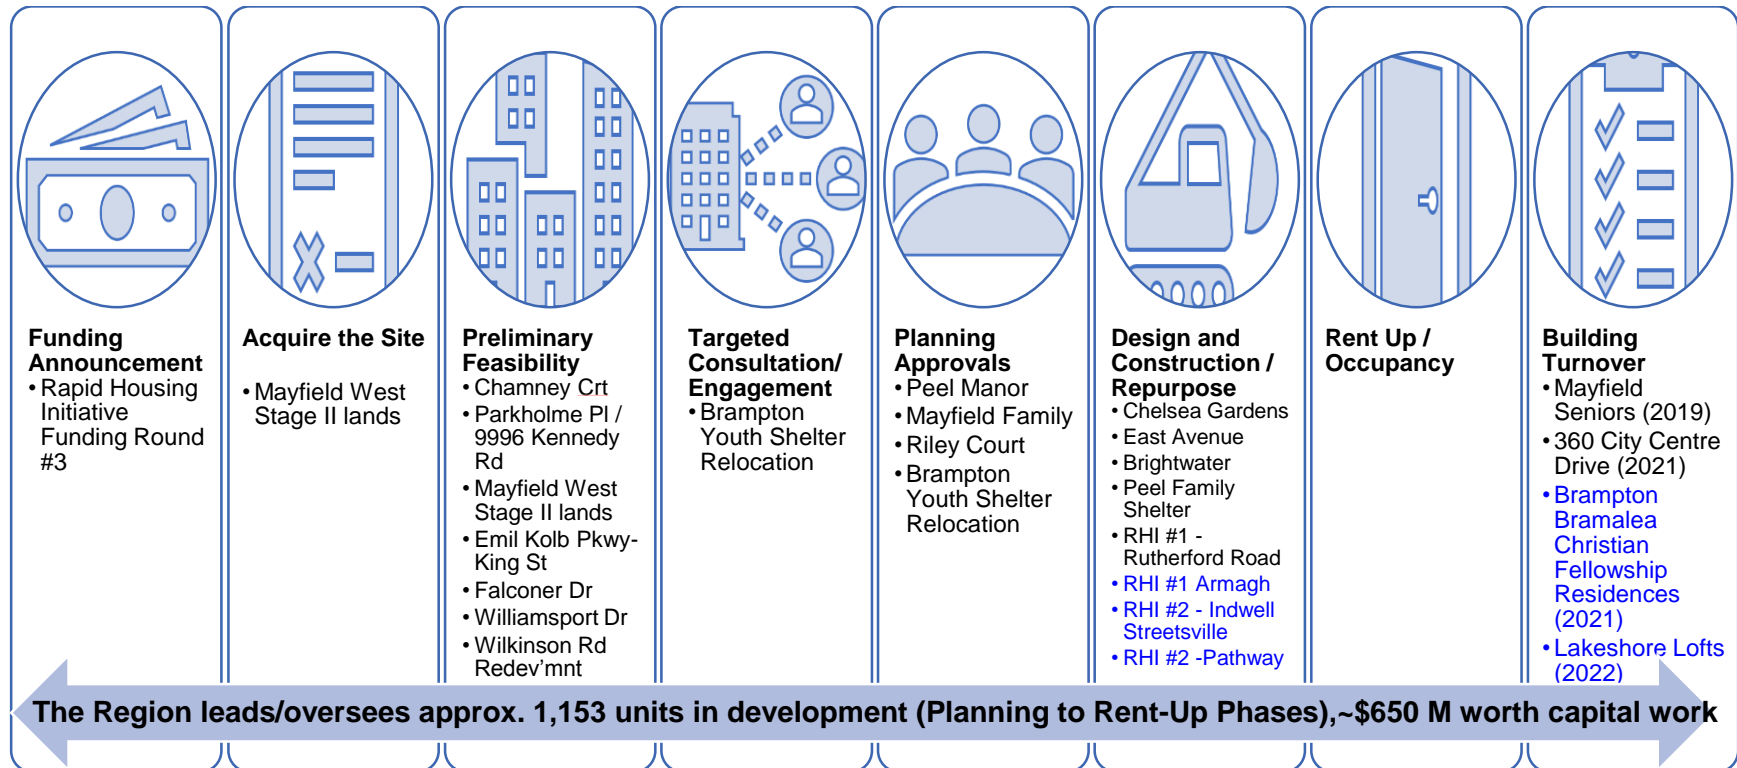 Funding
Announcement
• Rapid Housing
Initiative
Funding Round
#3
Acquire the Site
• Mayfield West
Stage II lands
Preliminary
Feasibility
• Chamney Crt
• Parkholme Pl /
9996 Kennedy
Rd
• Mayfield West
Stage II lands
• Emil Kolb Pkwy-
King St
• Falconer Dr
• Williamsport Dr
• Wilkinson Rd
Redev'mnt
Targeted
Consultation/
Engagement
• Brampton
Youth Shelter
Relocation
Planning
Approvals
• Peel Manor
• Mayfield Family
• Riley Court
• Brampton
Youth Shelter
Relocation
Design and
Construction /
Repurpose
• Chelsea Gardens
• East Avenue
• Brightwater
• Peel Family
Shelter
• RHI #1 -
Rutherford Road
• RHI #1 Armagh
• RHI #2 - Indwell
Streetsville
• RHI #2 -Pathway
Rent Up /
Occupancy
Building
Turnover
• Mayfield
Seniors (2019)
• 360 City Centre
Drive (2021)
• Brampton
Bramalea
Christian
Fellowship
Residences
(2021)
• Lakeshore Lofts
(2022)
The Region leads/oversees approx. 1,153 units in development (Planning to Rent-Up Phases),~$650 M worth capital work